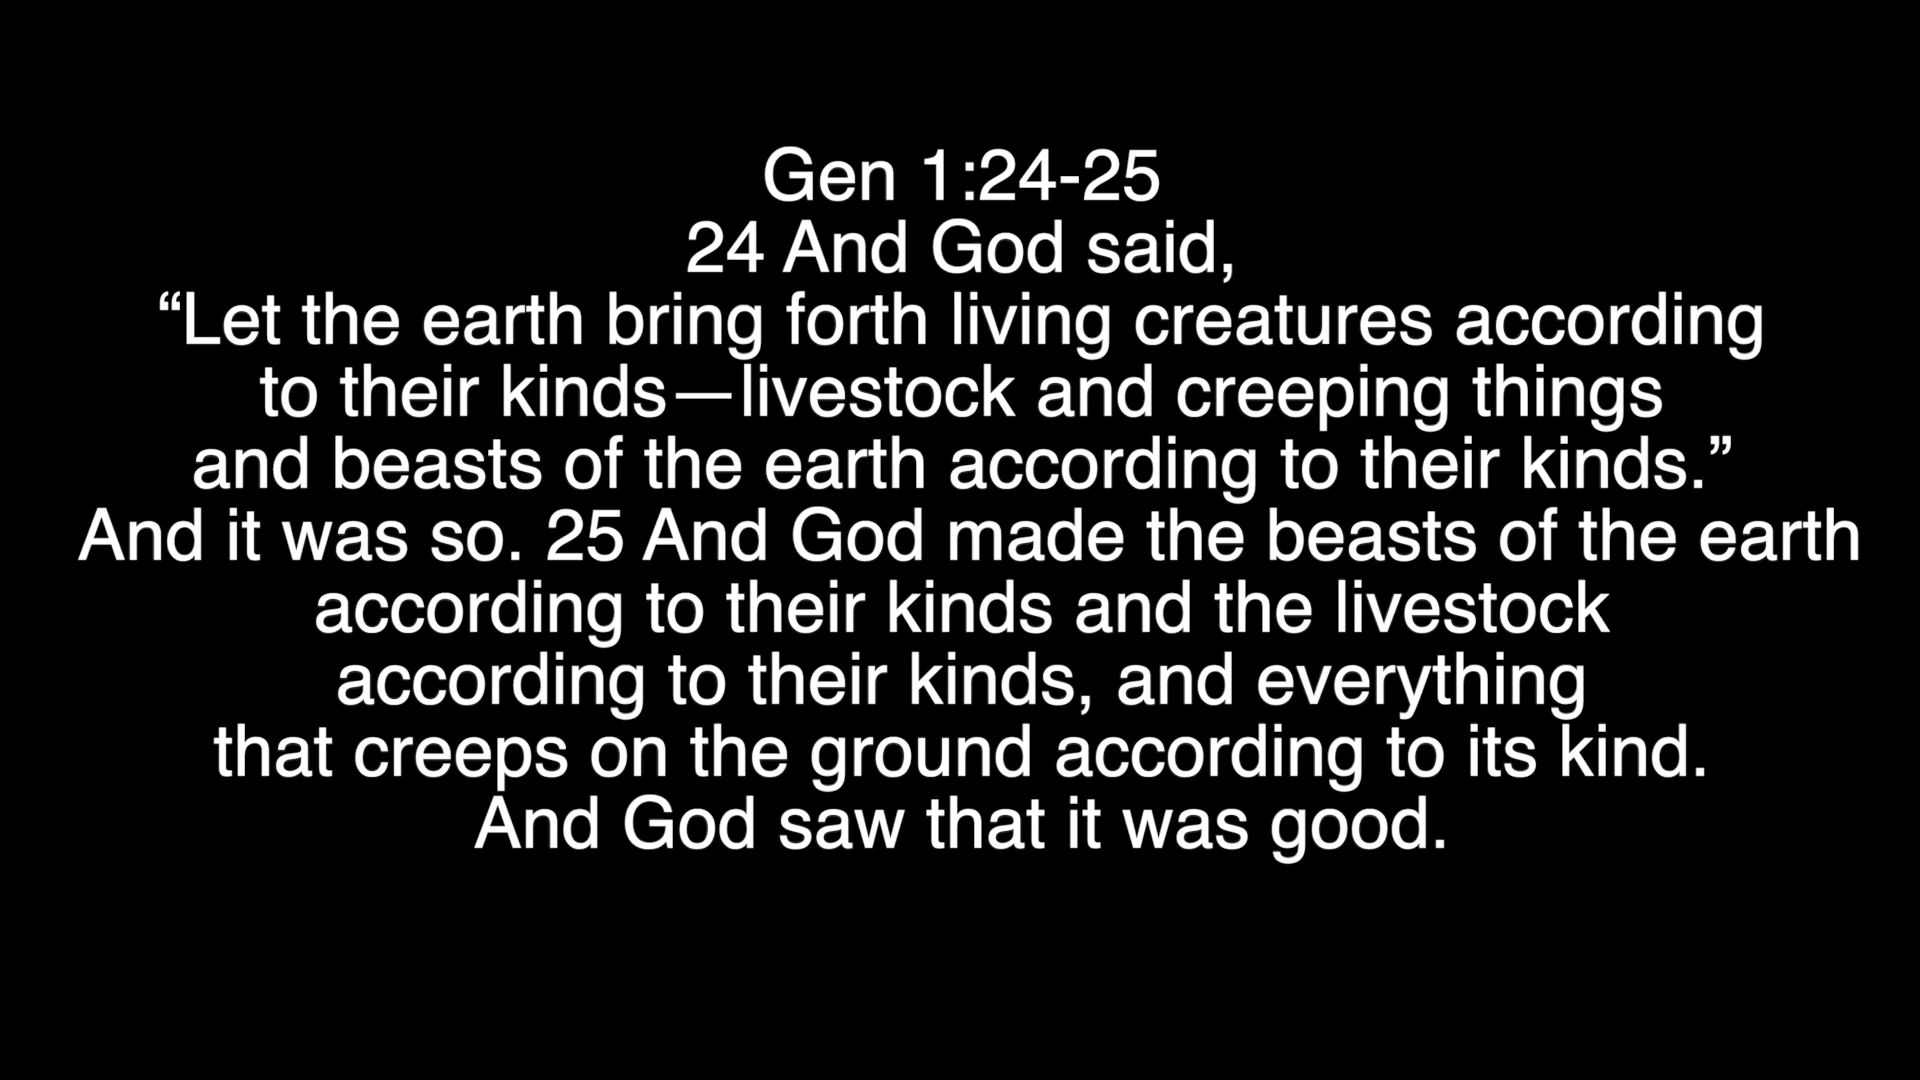 Gen 1:24-25
24 And God said,
“Let the earth bring forth living creatures according
to their kinds—livestock and creeping things
and beasts of the earth according to their kinds.”
And it was so. 25 And God made the beasts of the earth
according to their kinds and the livestock
according to their kinds, and everything
that creeps on the ground according to its kind.
And God saw that it was good.